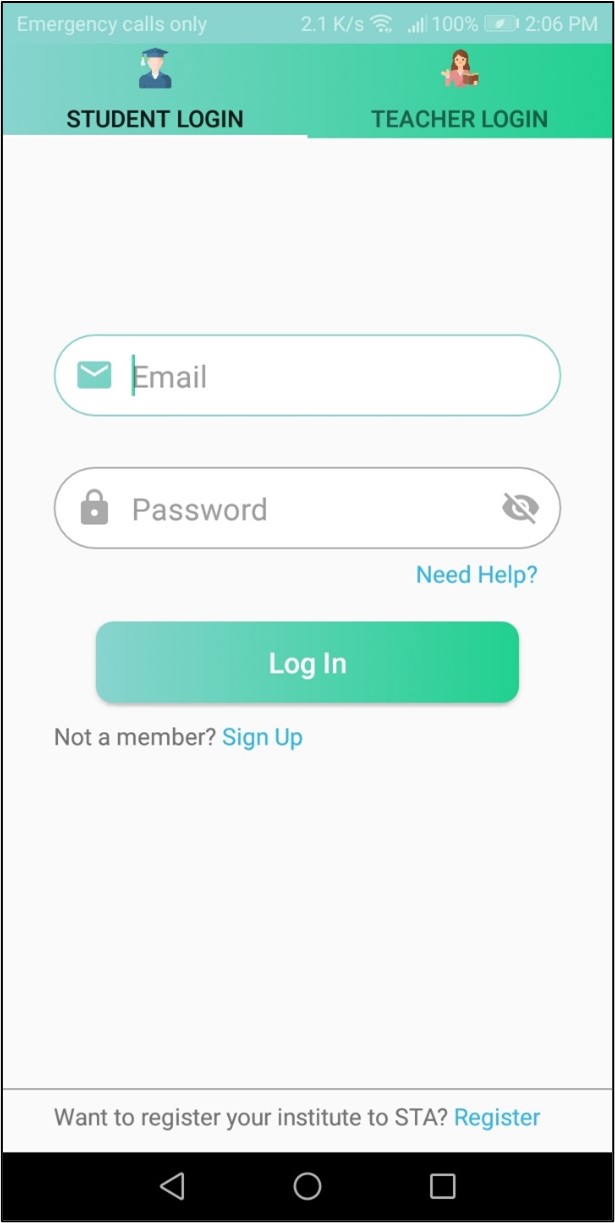 Emergency calls only 2.1 K/s 100% 2:06 PM
STUDENT LOGIN TEACHER LOGIN
Email
Password
Need Help?
Log In
Not a member? Sign Up
Want to register your institute to STA? Register